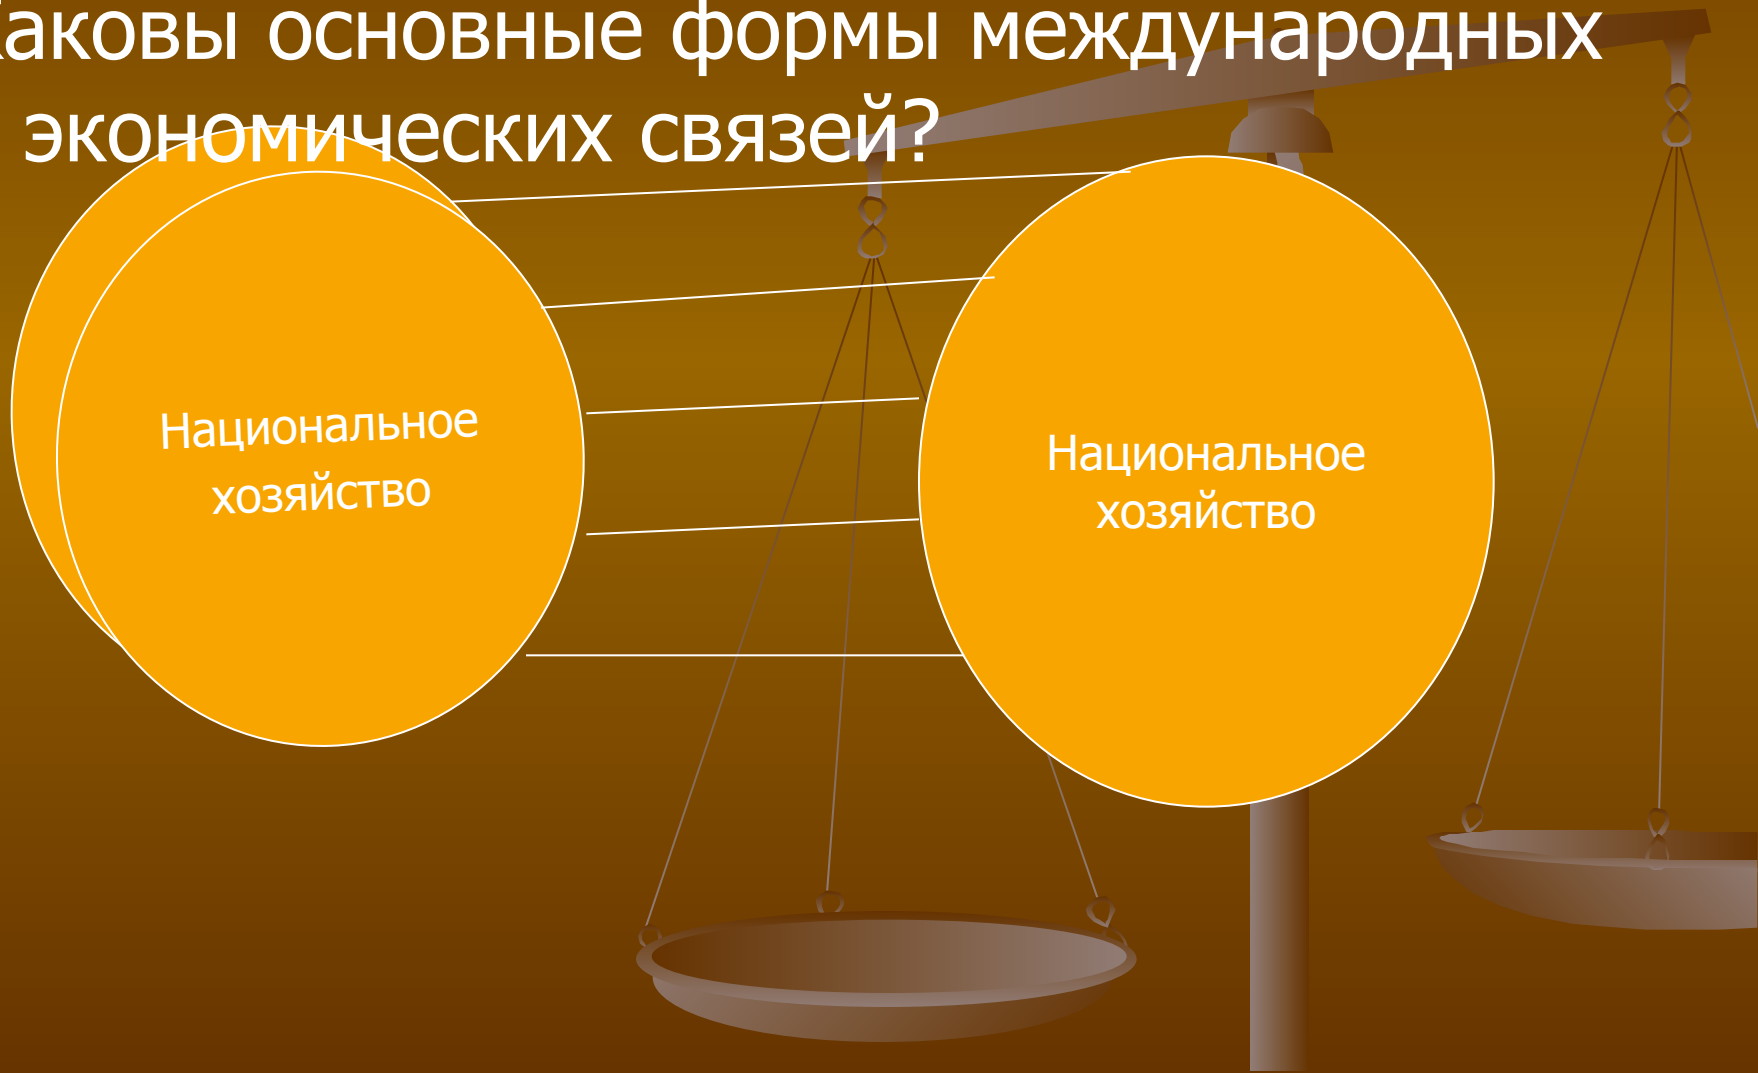 аковы основные формы международных
экономических связей?
Национальное
хозяйство
Национальное
хозяйство